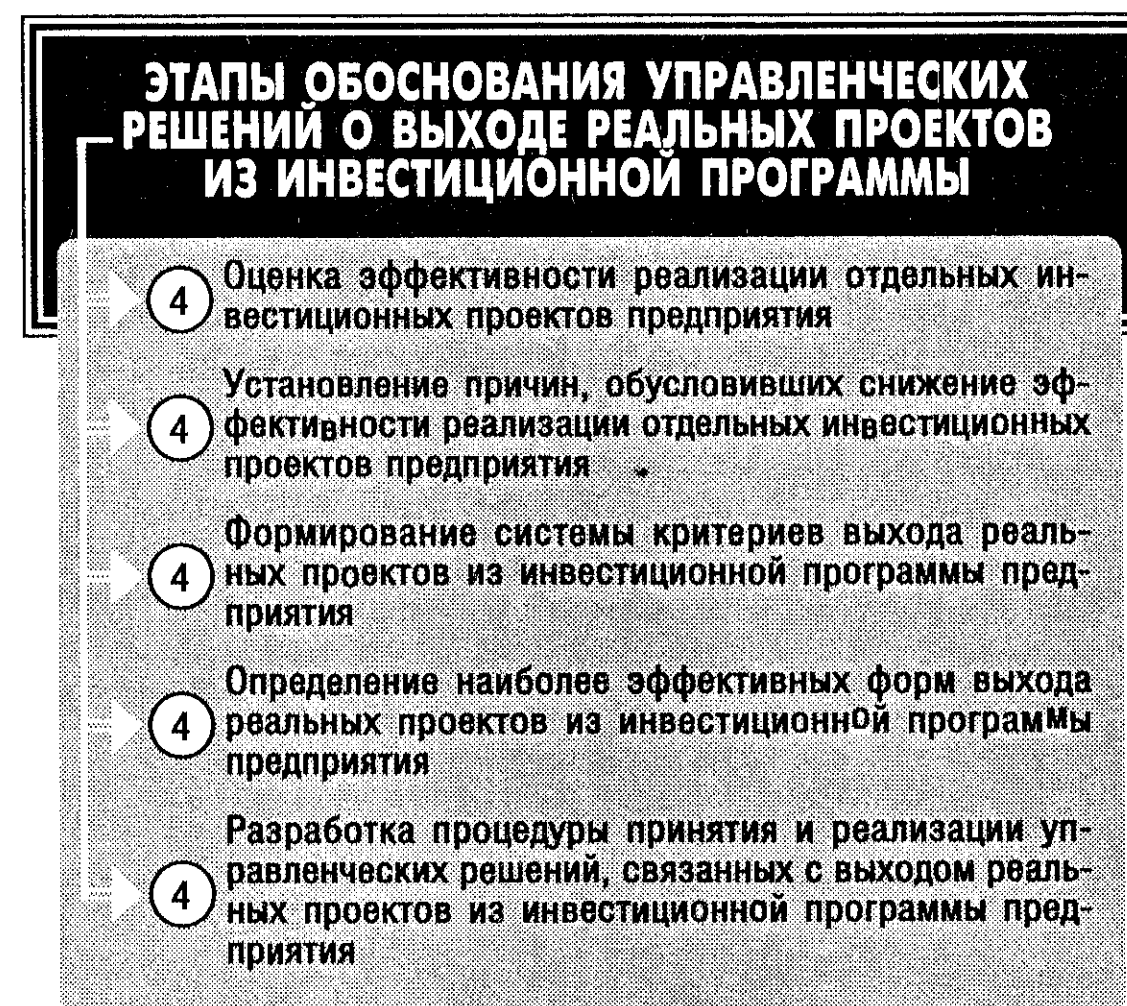 ЭТАПЫ ОБОСНОВАНИЯ УПРАВЛЕНЧЕСКИХ
РЕШЕНИЙ О ВЫХОДЕ РЕАЛЬНЫХ ПРОЕКТОВ
ИЗ ИНВЕСТИЦИОННОЙ ПРОГРАММЫ
4 Оценка эффективности реализации отдельных ин-
вестиционных проектов предприятия
Установление причин, обусловивших снижение эф-
4 фективности реализации отдельных инвестиционных
проектов предприятия
Формирование системы критериев выхода реаль-
4 ных проектов из инвестиционной программы пред-
приятия
Определение наиболее эффективных форм выхода
4 реальных проектов из инвестиционной программы
предприятия
Разработка процедуры принятия и реализации уп-
4 равленческих решений, связанных с выходом реаль-
ных проектов из инвестиционной программы пред-
приятия